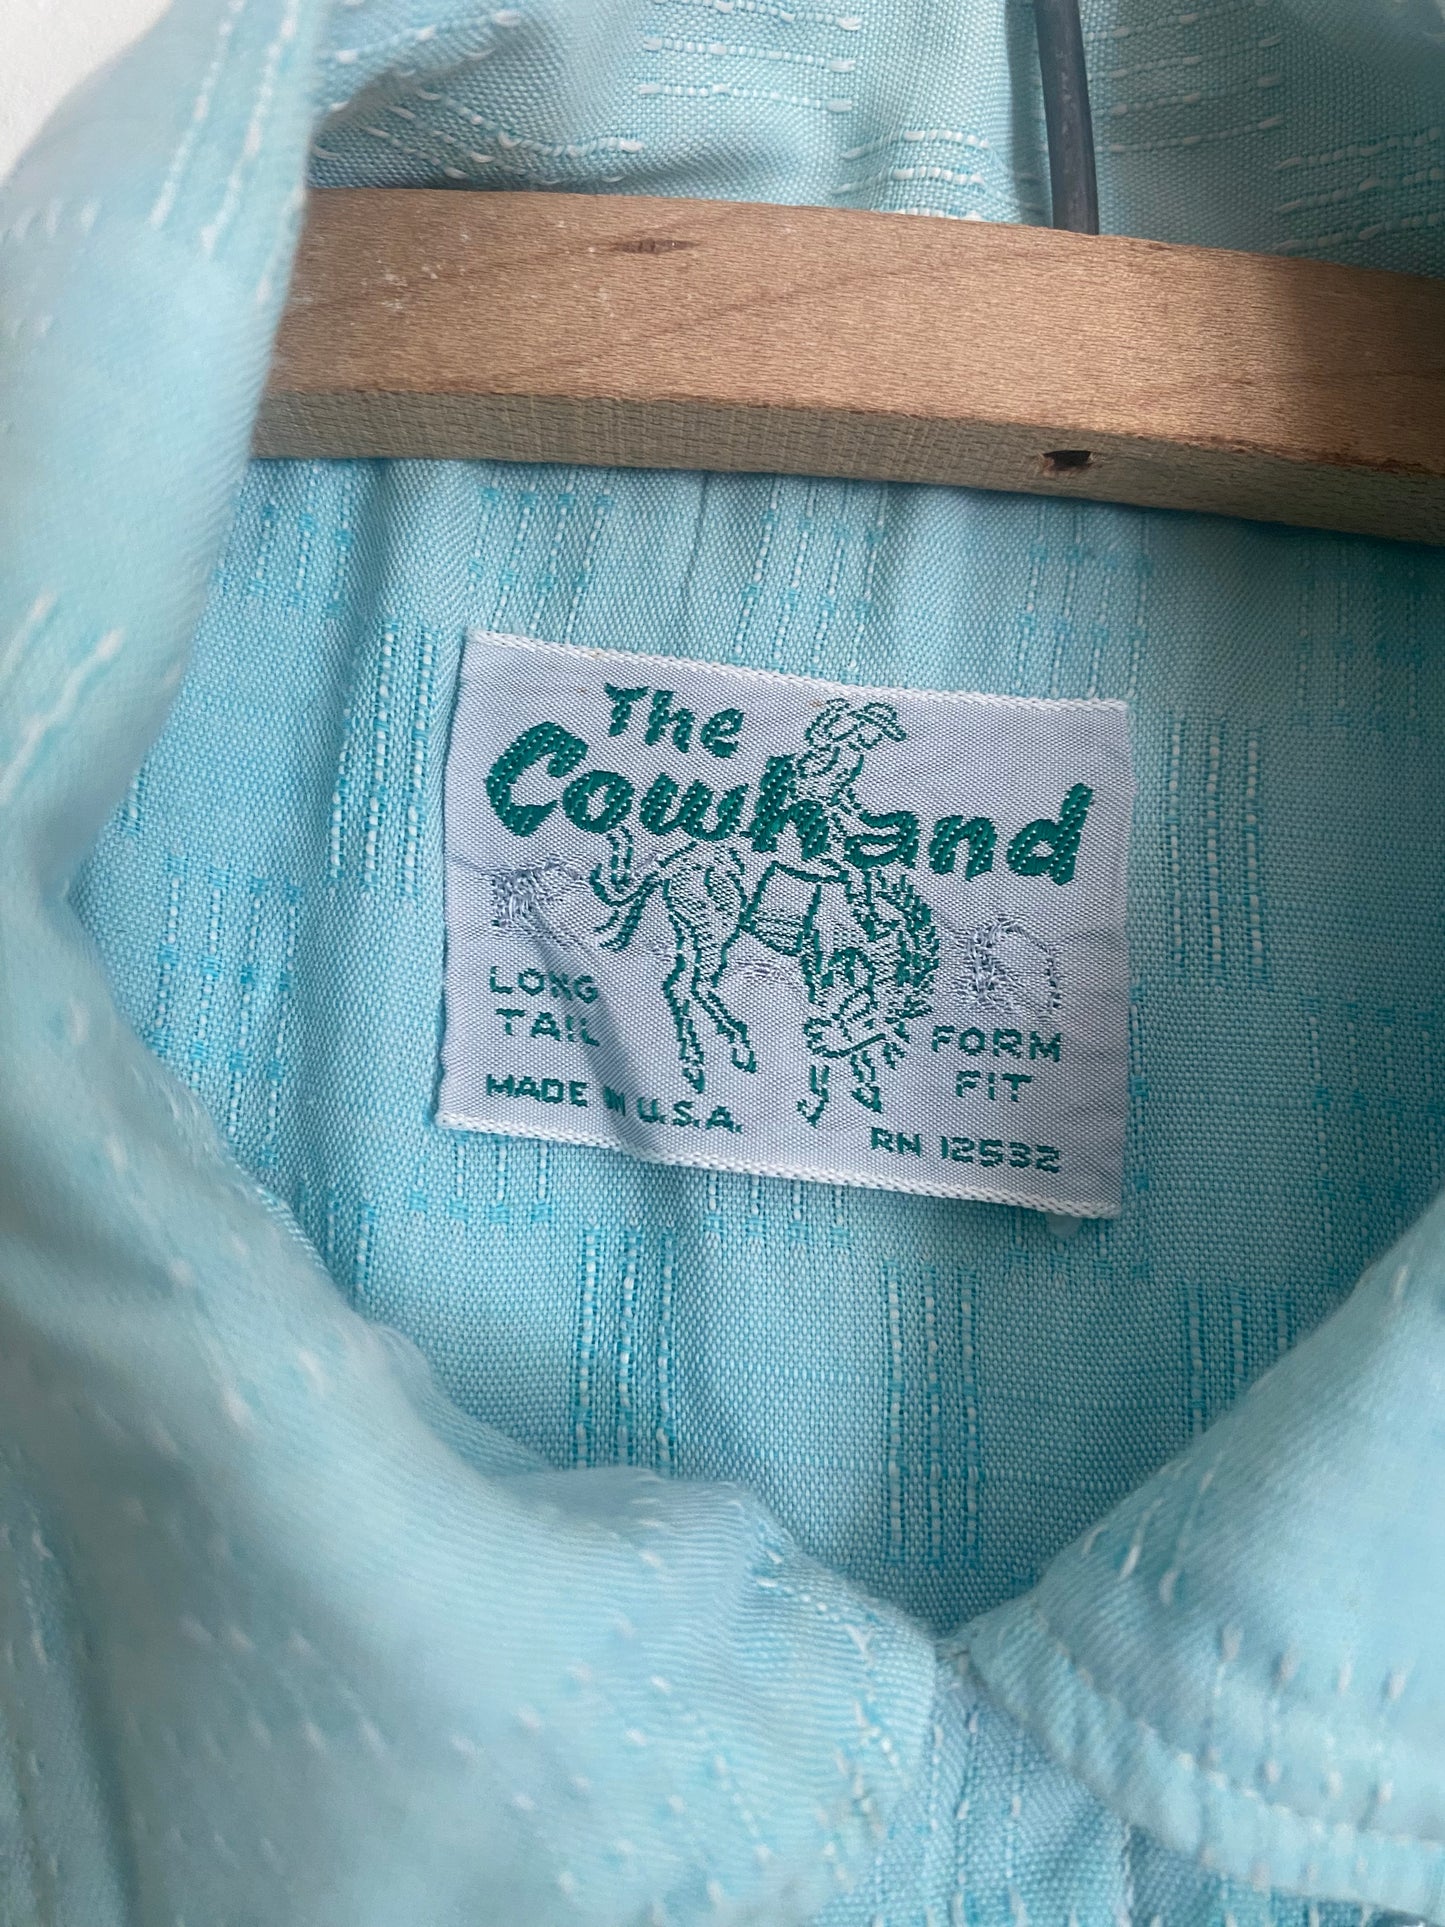 The
Cowhand
LONG
TAIL
FORM
FIT
MADE IN U.S.A.
RN 12532